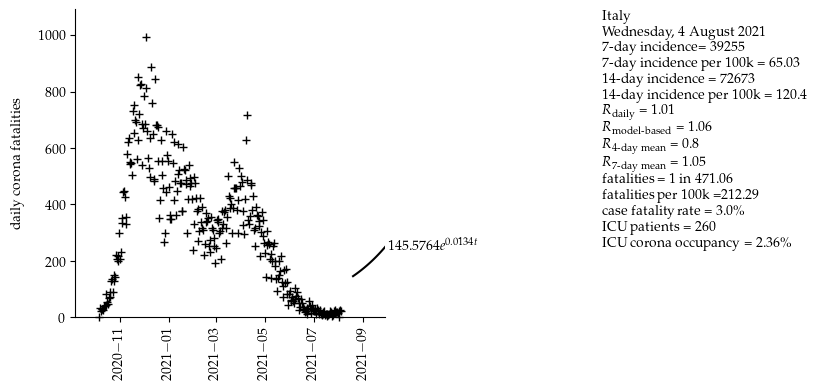 Italy
Wednesday, 4 August 2021
7-day incidence= 39255
7-day incidence per 100k = 65.03
14-day incidence = 72673
14-day incidence per 100k = 120.4
R_daily = 1.01
R_model-based = 1.06
R_4-day mean = 0.8
R_7-day mean = 1.05
fatalities = 1 in 471.06
fatalities per 100k =212.29
case fatality rate = 3.0%
ICU patients = 260
ICU corona occupancy = 2.36%
daily corona fatalities
1000
800
600
400
200
0
145.5764e^0.0134t
2020−11
2021−01
2021−03
2021−05
2021−07
2021−09